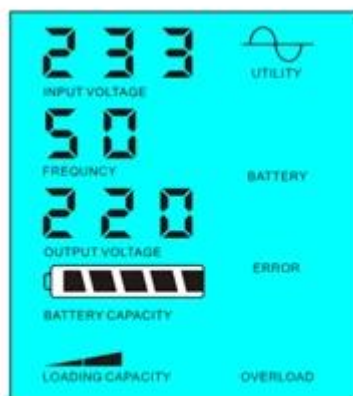 233
INPUT VOLTAGE
UTILITY
50
FREQUNCY
BATTERY
220
OUTPUT VOLTAGE
ERROR
BATTERY CAPACITY
LOADING CAPACITY
OVERLOAD